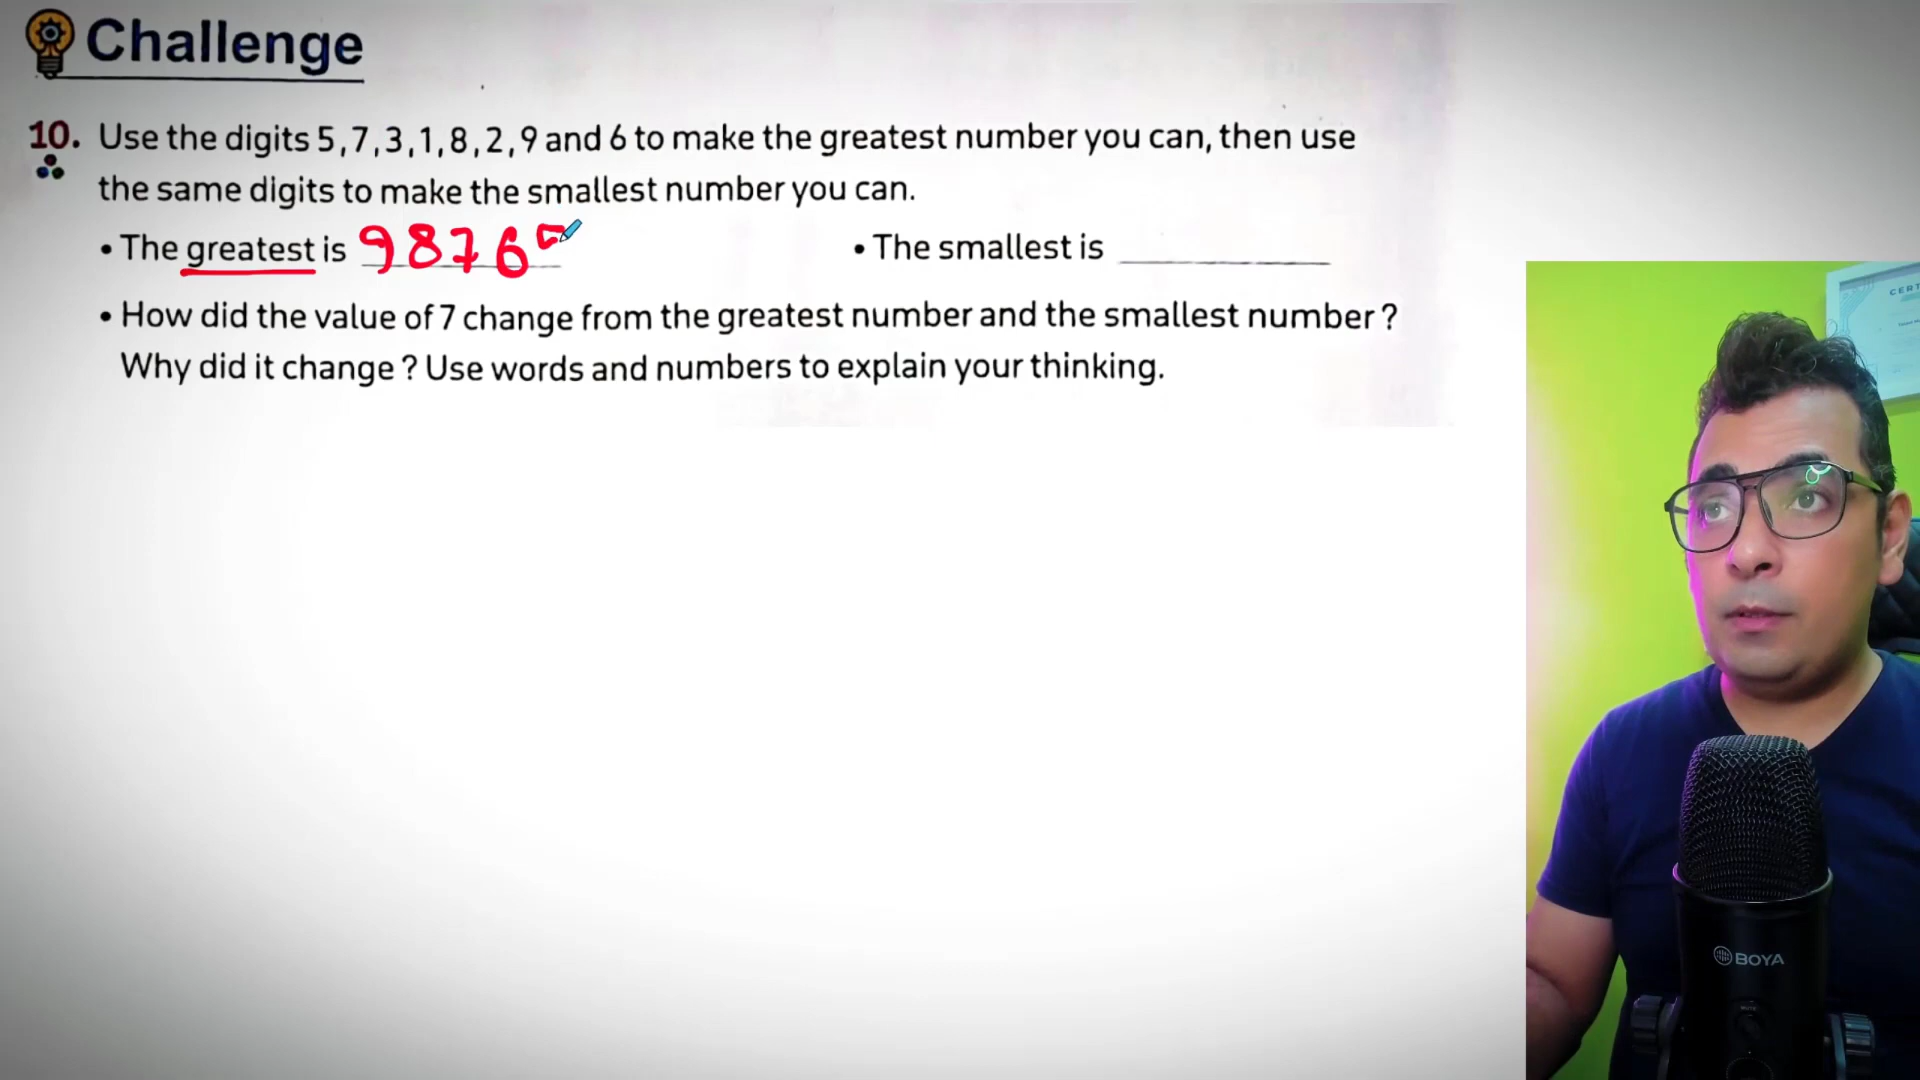 Challenge
10. Use the digits 5,7,3,1,8,2,9 and 6 to make the greatest number you can, then use
the same digits to make the smallest number you can.
• The greatest is 98765
• The smallest is ____________
• How did the value of 7 change from the greatest number and the smallest number ?
Why did it change ? Use words and numbers to explain your thinking.
CERT
BOYA